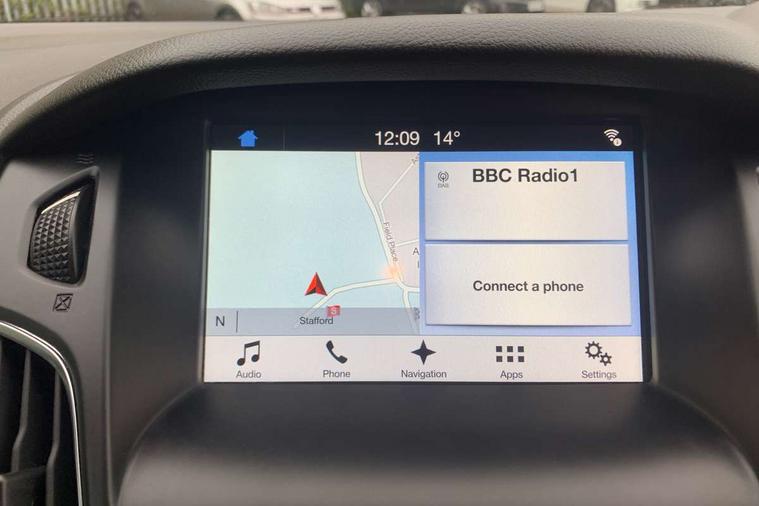 12:09 14°
BBC Radio1
DAB
Field Place
Connect a phone
N
Stafford
Audio
Phone
Navigation
Apps
Settings